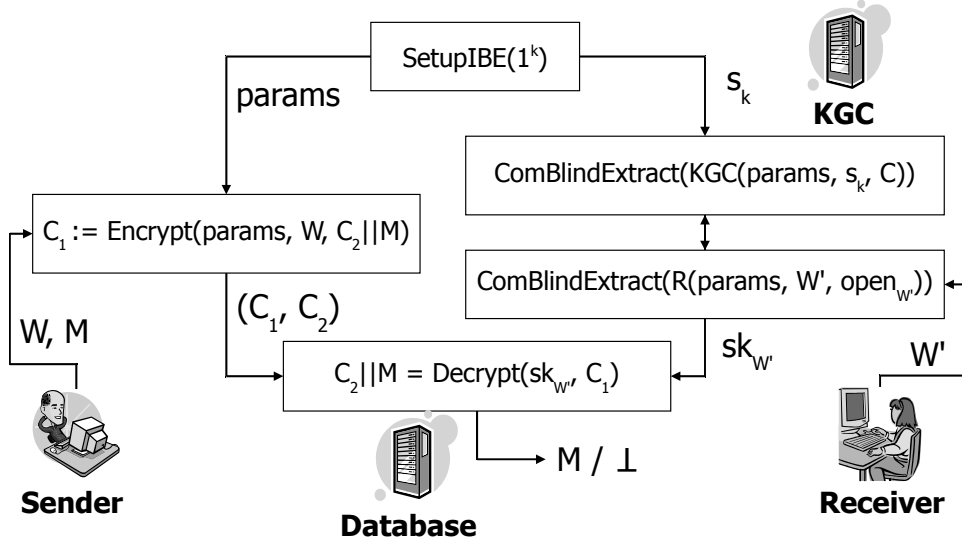 SetupIBE(1^k)
params
s_k
KGC
ComBlindExtract(KGC(params, s_k, C))
C_1 := Encrypt(params, W, C_2||M)
ComBlindExtract(R(params, W', open_W'))
(C_1, C_2)
W, M
sk_W'
W'
C_2||M = Decrypt(sk_W', C_1)
M / ⊥
Sender
Database
Receiver